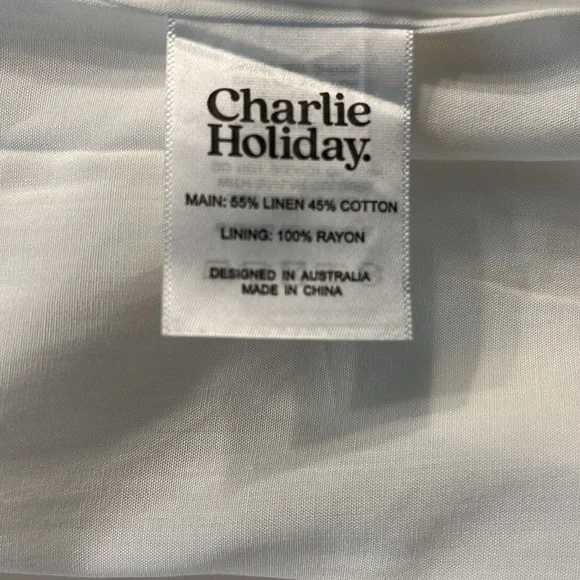 Charlie
Holiday.
MAIN: 55% LINEN 45% COTTON
LINING: 100% RAYON
DESIGNED IN AUSTRALIA
MADE IN CHINA